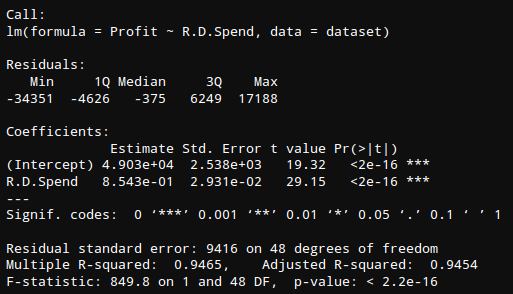 Call:
lm(formula = Profit ~ R.D.Spend, data = dataset)

Residuals:
   Min     1Q Median     3Q    Max
-34351  -4626   -375   6249  17188

Coefficients:
             Estimate Std. Error t value Pr(>|t|)
(Intercept) 4.903e+04  2.538e+03   19.32   <2e-16 ***
R.D.Spend   8.543e-01  2.931e-02   29.15   <2e-16 ***
---
Signif. codes:  0 ‘***’ 0.001 ‘**’ 0.01 ‘*’ 0.05 ‘.’ 0.1 ‘ ’ 1

Residual standard error: 9416 on 48 degrees of freedom
Multiple R-squared:  0.9465,    Adjusted R-squared:  0.9454
F-statistic: 849.8 on 1 and 48 DF,  p-value: < 2.2e-16